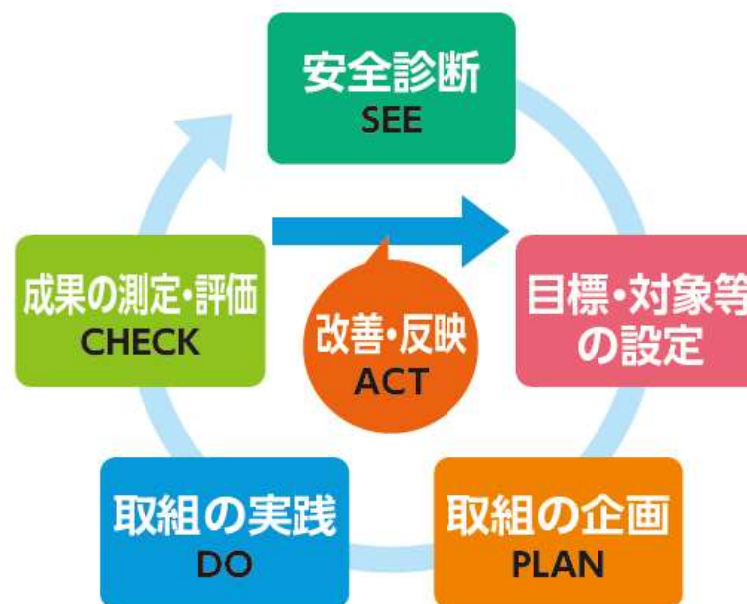 安全診断
SEE
目標・対象等
の設定
取組の企画
PLAN
取組の実践
DO
成果の測定・評価
CHECK
改善・反映
ACT